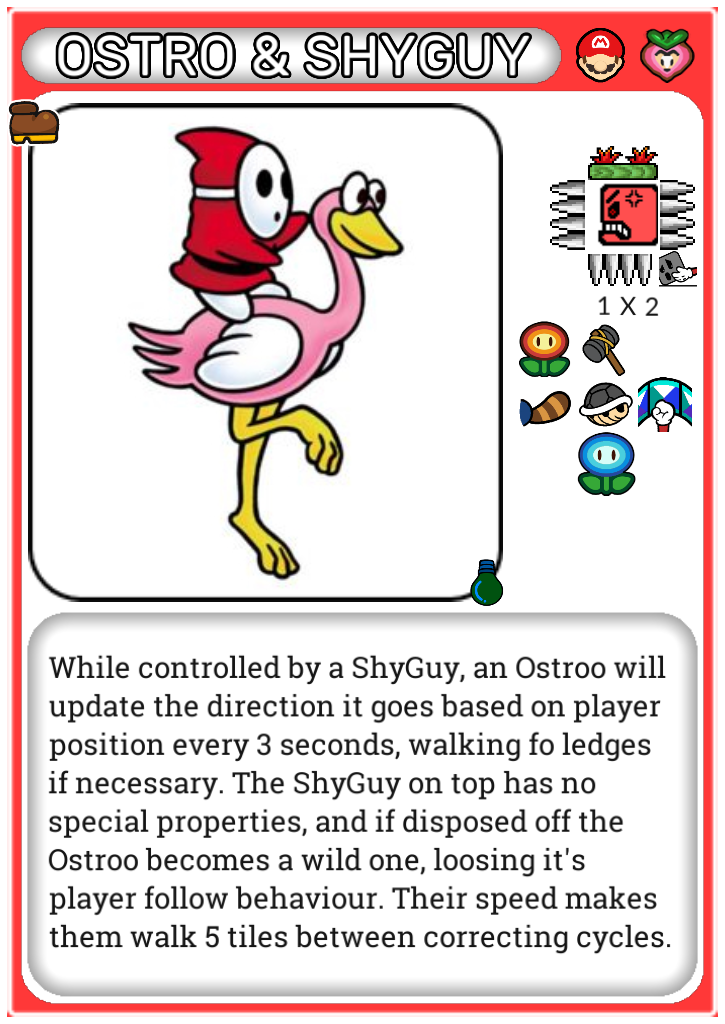 OSTRO & SHYGUY
M
1 X 2
While controlled by a ShyGuy, an Ostroo will
update the direction it goes based on player
position every 3 seconds, walking fo ledges
if necessary. The ShyGuy on top has no
special properties, and if disposed off the
Ostroo becomes a wild one, loosing it's
player follow behaviour. Their speed makes
them walk 5 tiles between correcting cycles.